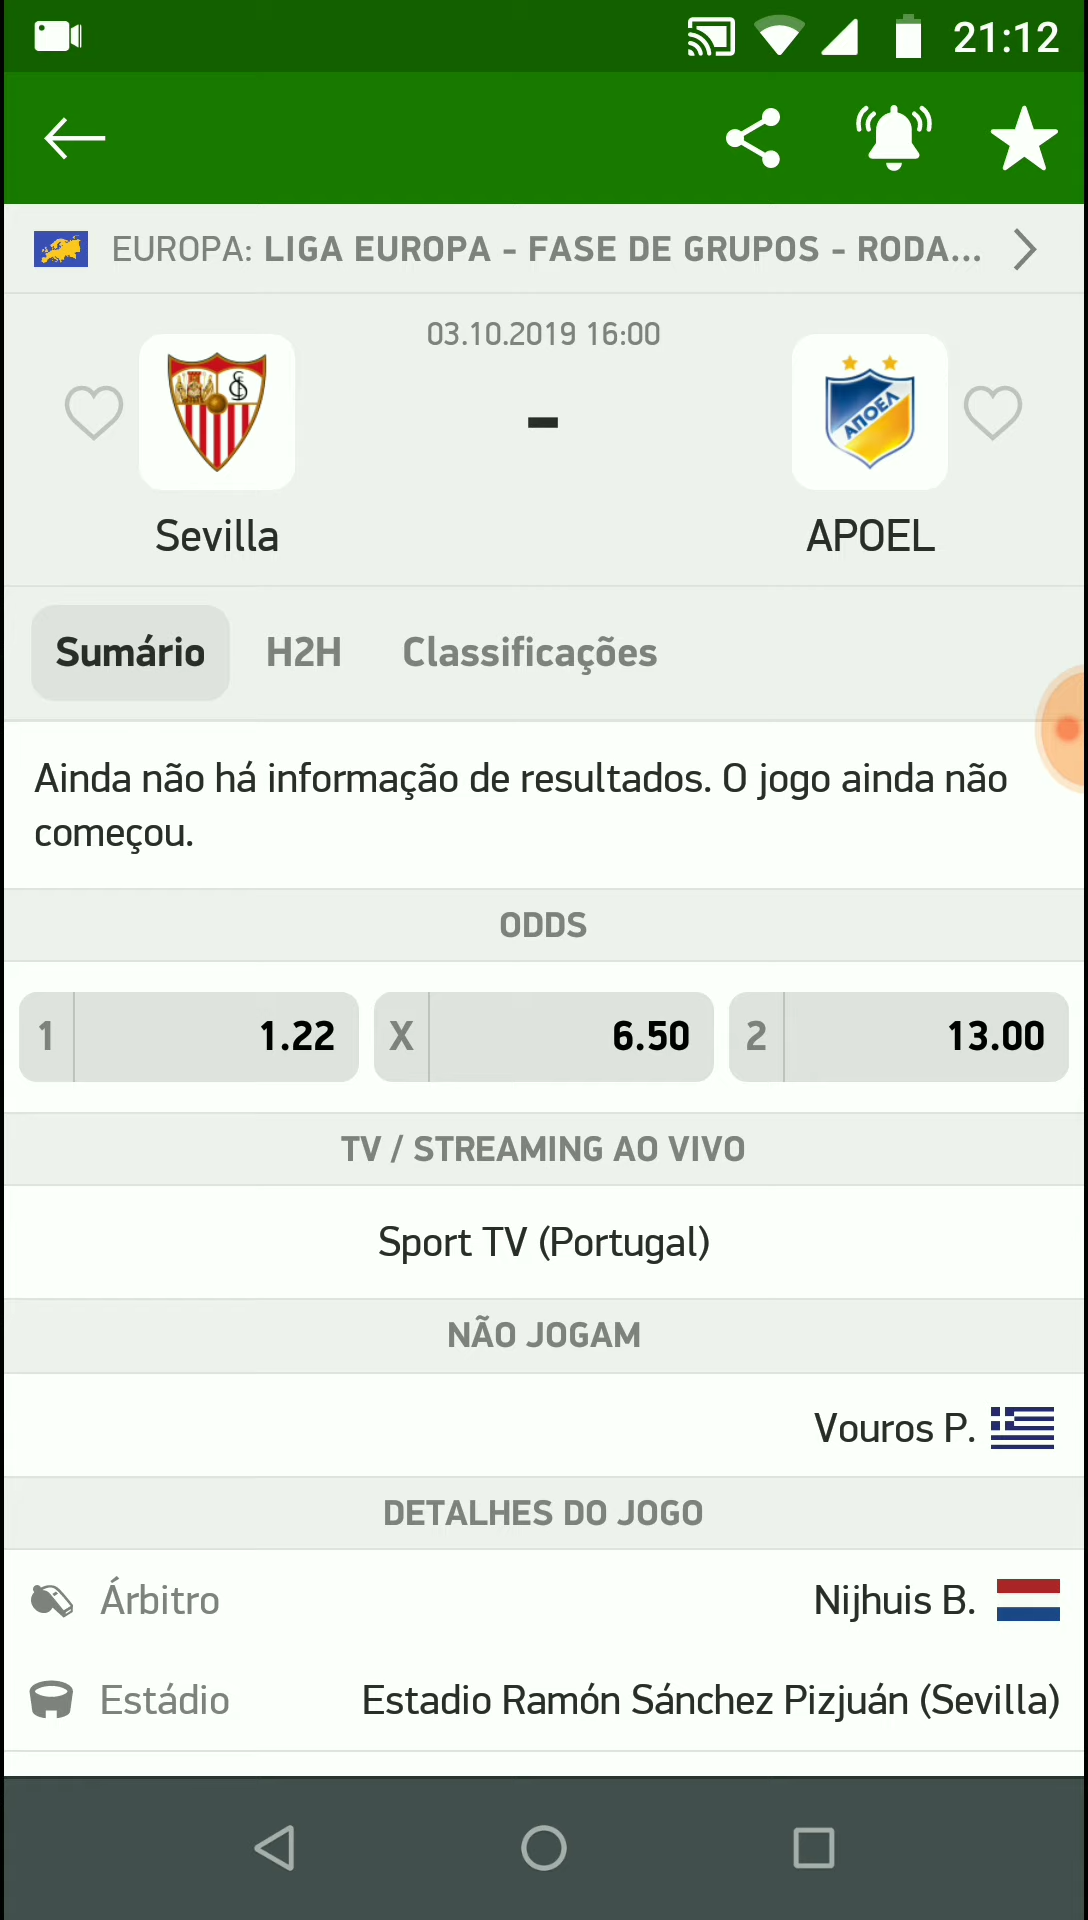 21:12
EUROPA: LIGA EUROPA - FASE DE GRUPOS - RODA...
03.10.2019 16:00
ΑΠΟΕΛ
-
Sevilla
APOEL
Sumário H2H Classificações
Ainda não há informação de resultados. O jogo ainda não
começou.
ODDS
1 1.22 X 6.50 2 13.00
TV / STREAMING AO VIVO
Sport TV (Portugal)
NÃO JOGAM
Vouros P.
DETALHES DO JOGO
Árbitro Nijhuis B.
Estádio Estadio Ramón Sánchez Pizjuán (Sevilla)